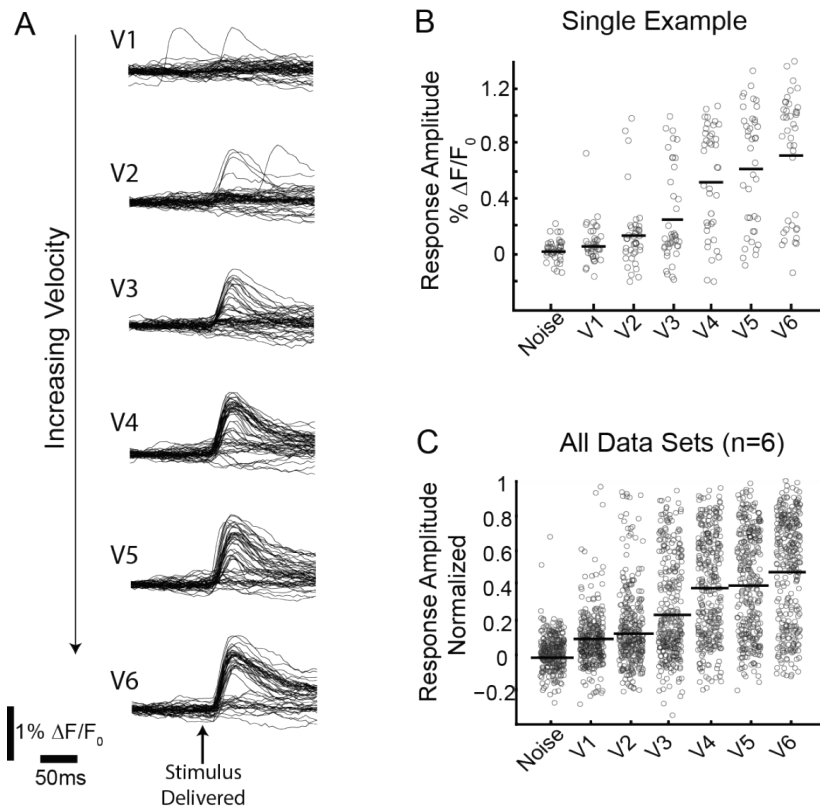 A
V1
V2
V3
V4
V5
V6
Increasing Velocity
1% ΔF/F0
50ms
Stimulus
Delivered
B
Single Example
Response Amplitude
% ΔF/F0
1.2
0.8
0.4
0
Noise
V1
V2
V3
V4
V5
V6
C
All Data Sets (n=6)
Response Amplitude
Normalized
1
0.8
0.6
0.4
0.2
0
−0.2
Noise
V1
V2
V3
V4
V5
V6